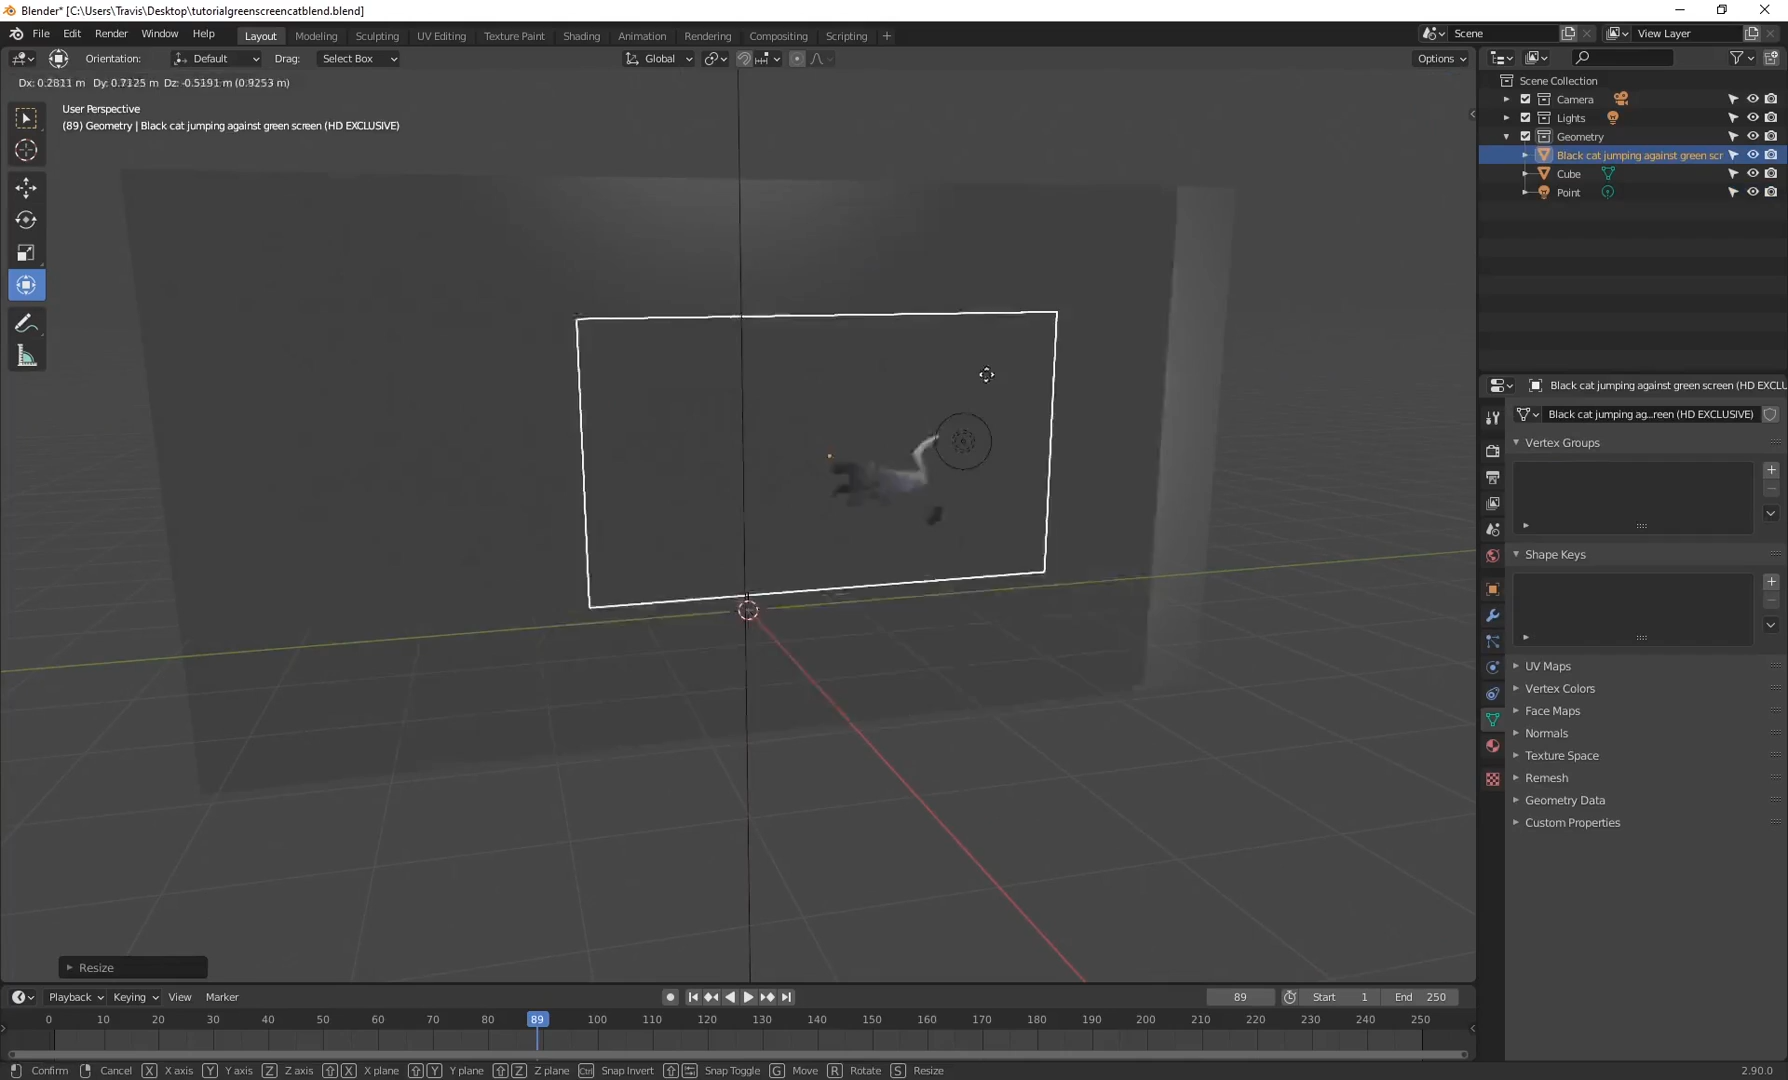 Blender* [C:\Users\Travis\Desktop\tutorialgreenscreencatblend.blend]
File Edit Render Window Help Layout Modeling Sculpting UV Editing Texture Paint Shading Animation Rendering Compositing Scripting Scene View Layer
Orientation: Default Drag: Select Box Global Options
Dx: 0.2811 m Dy: 0.7125 m Dz: -0.5191 m (0.9253 m)
User Perspective
(89) Geometry | Black cat jumping against green screen (HD EXCLUSIVE)
Scene Collection
Camera
Lights
Geometry
Black cat jumping against green scr
Cube
Point
Black cat jumping against green screen (HD EXCLU
Black cat jumping ag...reen (HD EXCLUSIVE)
Vertex Groups
Shape Keys
UV Maps
Vertex Colors
Face Maps
Normals
Texture Space
Remesh
Geometry Data
Custom Properties
Resize
Playback Keying View Marker 89 Start 1 End 250
0 10 20 30 40 50 60 70 80 89 100 110 120 130 140 150 160 170 180 190 200 210 220 230 240 250
Confirm Cancel X X axis Y Y axis Z Z axis X X plane Y Y plane Z Z plane Ctrl Snap Invert Snap Toggle G Move R Rotate S Resize 2.90.0